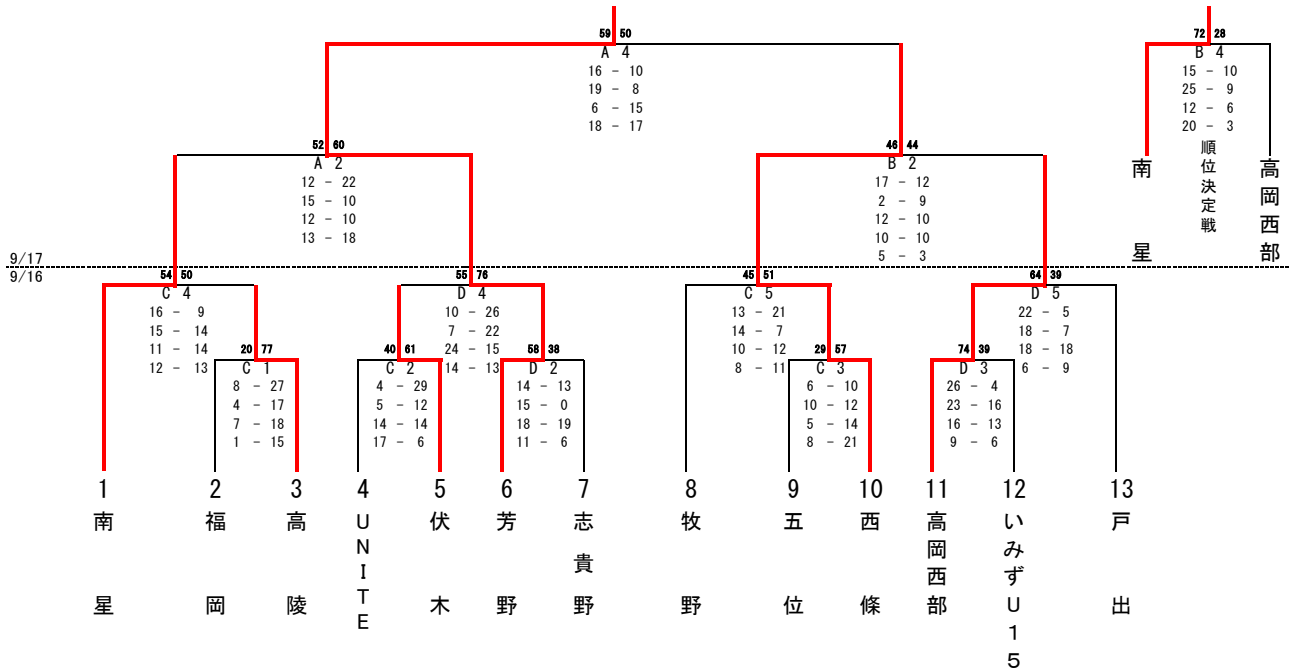 59 50
A 4
16 - 10
19 - 8
6 - 15
18 - 17
72 28
B 4
15 - 10
25 - 9
12 - 6
20 - 3
順位決定戦
南星
高岡西部
52 60
A 2
12 - 22
15 - 10
12 - 10
13 - 18
46 44
B 2
17 - 12
2 - 9
12 - 10
10 - 10
5 - 3
9/17
9/16
54 50
C 4
16 - 9
15 - 14
11 - 14
12 - 13
55 76
D 4
10 - 26
7 - 22
24 - 15
14 - 13
45 51
C 5
13 - 21
14 - 7
10 - 12
8 - 11
64 39
D 5
22 - 5
18 - 7
18 - 18
6 - 9
20 77
C 1
8 - 27
4 - 17
7 - 18
1 - 15
40 61
C 2
4 - 29
5 - 12
14 - 14
17 - 6
58 38
D 2
14 - 13
15 - 0
18 - 19
11 - 6
29 57
C 3
6 - 10
10 - 12
5 - 14
8 - 21
74 39
D 3
26 - 4
23 - 16
16 - 13
9 - 6
1
南星
2
福岡
3
高陵
4
UNITE
5
伏木
6
芳野
7
志貴野
8
牧野
9
五位
10
西條
11
高岡西部
12
いみずU15
13
戸出